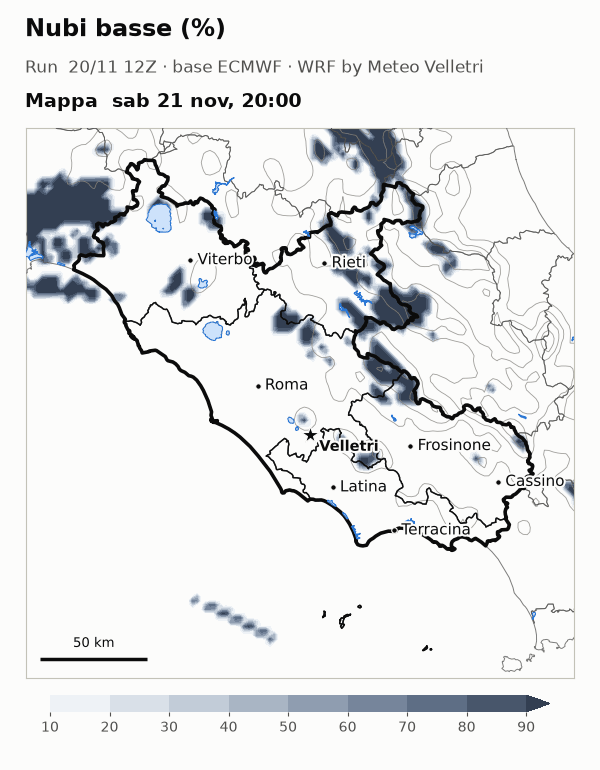 Nubi basse (%)
Run  20/11 12Z · base ECMWF · WRF by Meteo Velletri
Mappa  sab 21 nov, 20:00
Viterbo
Rieti
Roma
Velletri
Frosinone
Latina
Cassino
Terracina
50 km
10 20 30 40 50 60 70 80 90